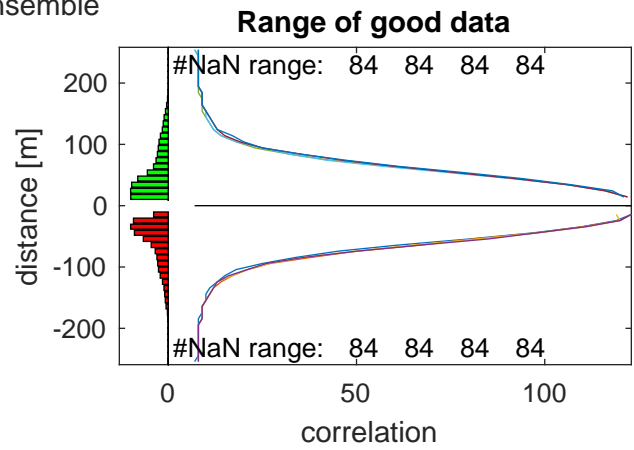 nsemble
Range of good data
#NaN range: 84 84 84 84
200
100
0
-100
-200
distance [m]
#NaN range: 84 84 84 84
0 50 100
correlation